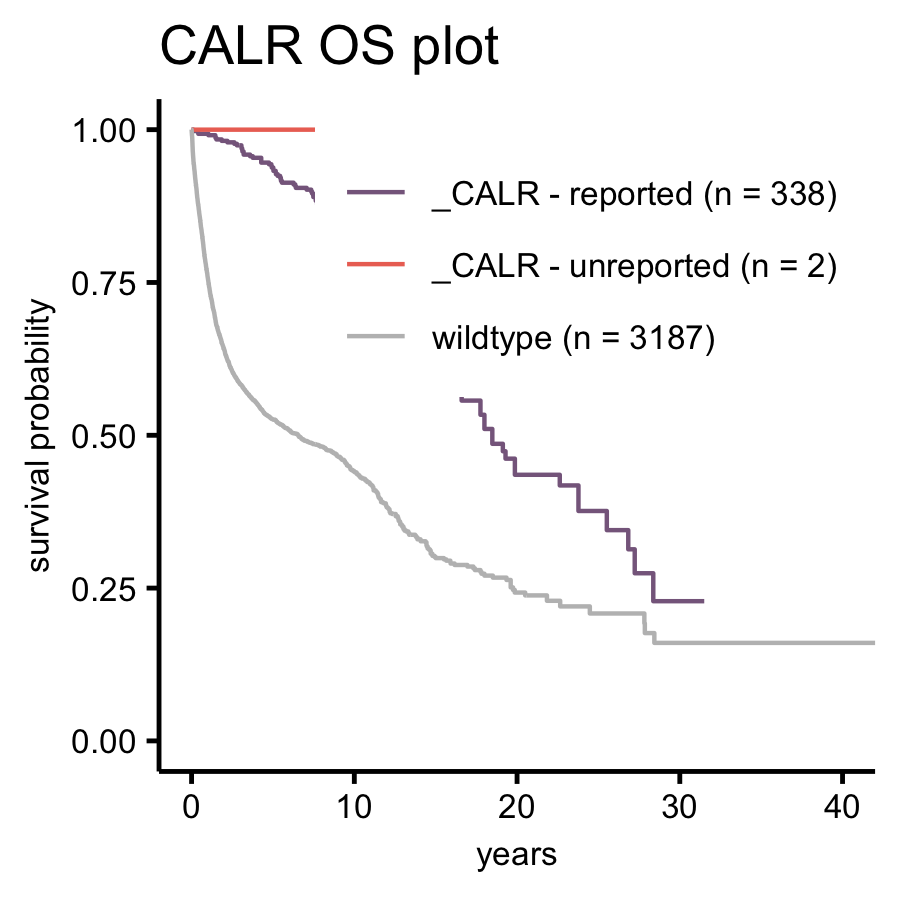 CALR OS plot
1.00
0.75
0.50
0.25
0.00
survival probability
_CALR - reported (n = 338)
_CALR - unreported (n = 2)
wildtype (n = 3187)
0 10 20 30 40
years